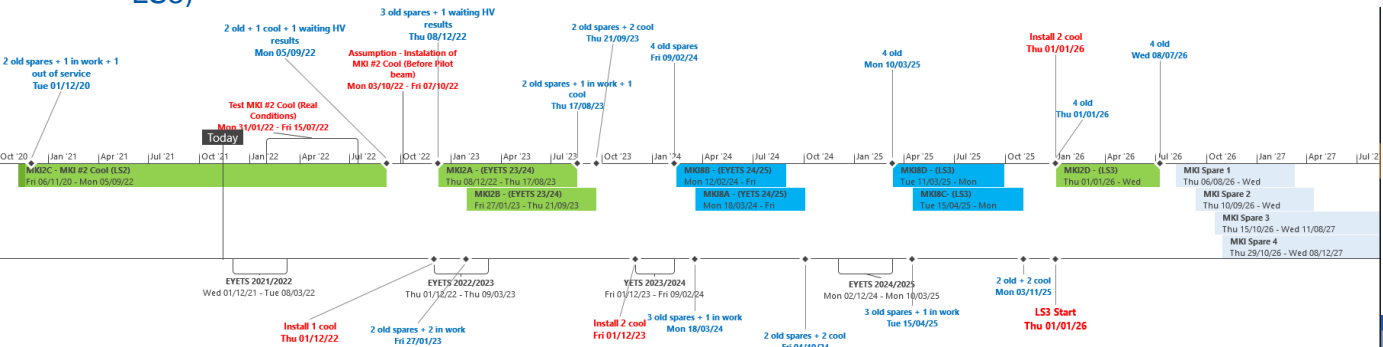 LS3)
2 old spares + 1 in work + 1
out of service
Tue 01/12/20
2 old + 1 cool + 1 waiting HV
results
Mon 05/09/22
3 old spares + 1 waiting HV
results
Thu 08/12/22
Assumption - Instalation of
MKI #2 Cool (Before Pilot
beam)
Mon 03/10/22 - Fri 07/10/22
Test MKI #2 Cool (Real
Conditions)
Mon 31/01/22 - Fri 15/07/22
2 old spares + 2 cool
Thu 21/09/23
2 old spares + 1 in work + 1
cool
Thu 17/08/23
4 old spares
Fri 09/02/24
4 old
Mon 10/03/25
Install 2 cool
Thu 01/01/26
4 old
Thu 01/01/26
4 old
Wed 08/07/26
Today
Oct '20
Jan '21
Apr '21
Jul '21
Oct '21
Jan '22
Apr '22
Jul '22
Oct '22
Jan '23
Apr '23
Jul '23
Oct '23
Jan '24
Apr '24
Jul '24
Oct '24
Jan '25
Apr '25
Jul '25
Oct '25
Jan '26
Apr '26
Jul '26
Oct '26
Jan '27
Apr '27
Jul '2
MKI2C - MKI #2 Cool (LS2)
Fri 06/11/20 - Mon 05/09/22
MKI2A - (EYETS 23/24)
Thu 08/12/22 - Thu 17/08/23
MKI2B - (EYETS 23/24)
Fri 27/01/23 - Thu 21/09/23
MKI8B - (EYETS 24/25)
Mon 12/02/24 - Fri
MKI8A - (YETS 24/25)
Mon 18/03/24 - Fri
MKI8D - (LS3)
Tue 11/03/25 - Mon
MKI8C- (LS3)
Tue 15/04/25 - Mon
MKI2D - (LS3)
Thu 01/01/26 - Wed
MKI Spare 1
Thu 06/08/26 - Wed
MKI Spare 2
Thu 10/09/26 - Wed
MKI Spare 3
Thu 15/10/26 - Wed 11/08/27
MKI Spare 4
Thu 29/10/26 - Wed 08/12/27
EYETS 2021/2022
Wed 01/12/21 - Tue 08/03/22
EYETS 2022/2023
Thu 01/12/22 - Thu 09/03/23
YETS 2023/2024
Fri 01/12/23 - Fri 09/02/24
EYETS 2024/2025
Mon 02/12/24 - Mon 10/03/25
Install 1 cool
Thu 01/12/22
2 old spares + 2 in work
Fri 27/01/23
Install 2 cool
Fri 01/12/23
3 old spares + 1 in work
Mon 18/03/24
2 old spares + 2 cool
Fri 04/10/24
3 old spares + 1 in work
Tue 15/04/25
2 old + 2 cool
Mon 03/11/25
LS3 Start
Thu 01/01/26